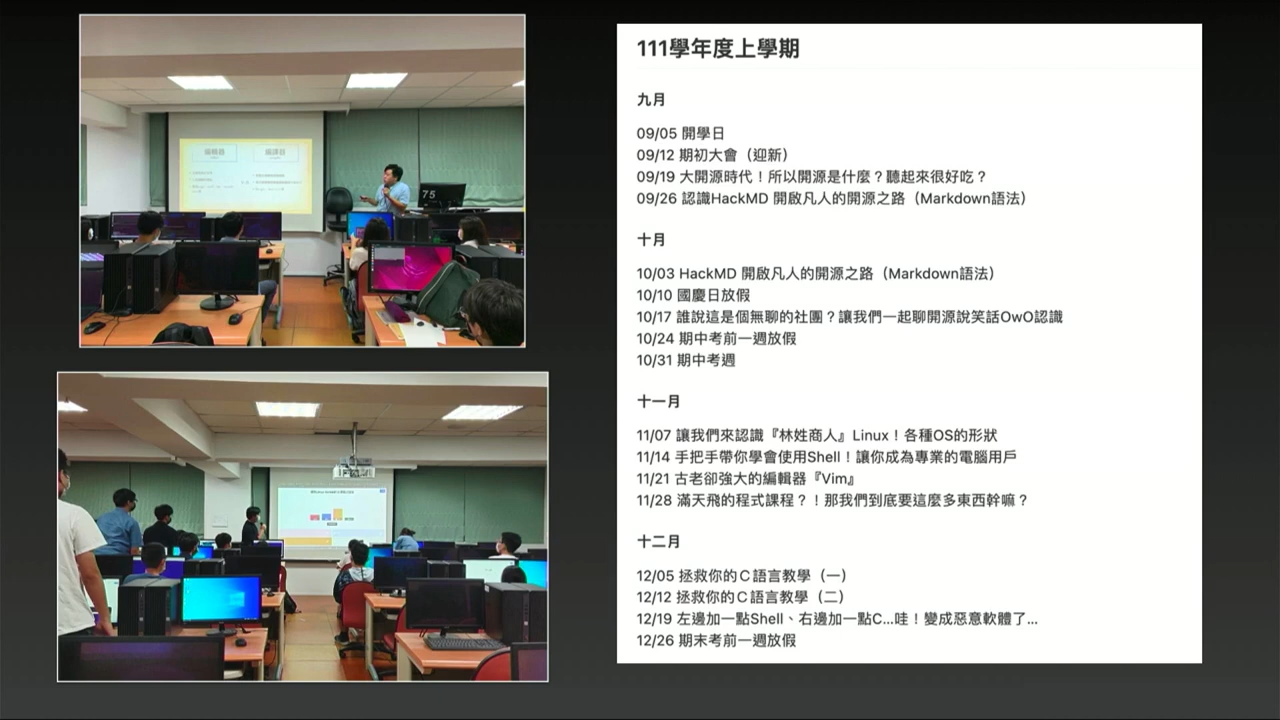 編輯器
編譯器
75
111學年度上學期
九月
09/05 開學日
09/12 期初大會（迎新）
09/19 大開源時代！所以開源是什麼？聽起來很好吃？
09/26 認識HackMD 開啟凡人的開源之路（Markdown語法）
十月
10/03 HackMD 開啟凡人的開源之路（Markdown語法）
10/10 國慶日放假
10/17 誰說這是個無聊的社團？讓我們一起聊開源說笑話OwO認識
10/24 期中考前一週放假
10/31 期中考週
十一月
11/07 讓我們來認識『林姓商人』Linux！各種OS的形狀
11/14 手把手帶你學會使用Shell！讓你成為專業的電腦用戶
11/21 古老卻強大的編輯器『Vim』
11/28 滿天飛的程式課程？！那我們到底要這麼多東西幹嘛？
十二月
12/05 拯救你的Ｃ語言教學（一）
12/12 拯救你的Ｃ語言教學（二）
12/19 左邊加一點Shell、右邊加一點C...哇！變成惡意軟體了...
12/26 期末考前一週放假